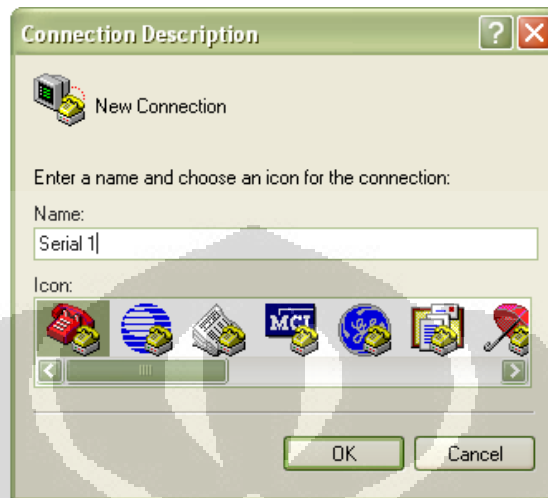 Connection Description
New Connection
Enter a name and choose an icon for the connection:
Name:
Serial 1
Icon:
MCI
OK
Cancel